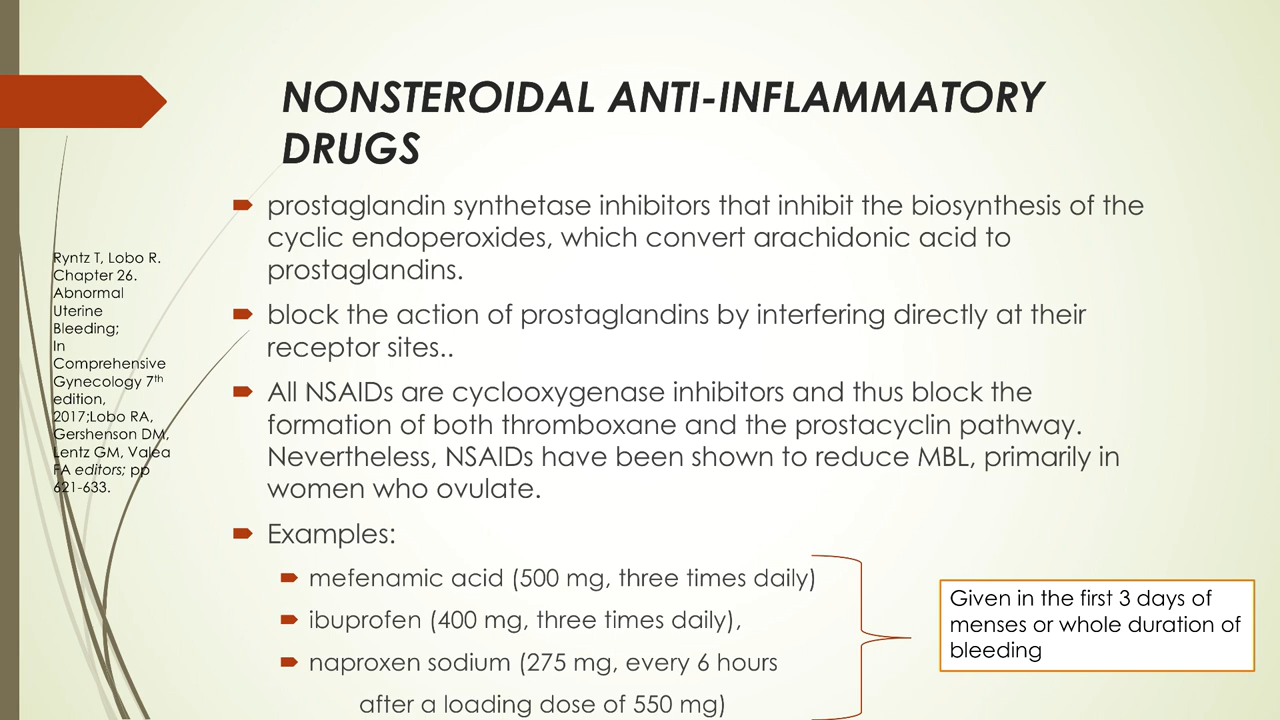 NONSTEROIDAL ANTI-INFLAMMATORY
DRUGS
prostaglandin synthetase inhibitors that inhibit the biosynthesis of the
cyclic endoperoxides, which convert arachidonic acid to
prostaglandins.
block the action of prostaglandins by interfering directly at their
receptor sites..
All NSAIDs are cyclooxygenase inhibitors and thus block the
formation of both thromboxane and the prostacyclin pathway.
Nevertheless, NSAIDs have been shown to reduce MBL, primarily in
women who ovulate.
Examples:
mefenamic acid (500 mg, three times daily)
ibuprofen (400 mg, three times daily),
naproxen sodium (275 mg, every 6 hours
after a loading dose of 550 mg)
Given in the first 3 days of
menses or whole duration of
bleeding
Ryntz T, Lobo R.
Chapter 26.
Abnormal
Uterine
Bleeding;
In
Comprehensive
Gynecology 7th
edition,
2017;Lobo RA,
Gershenson DM,
Lentz GM, Valea
FA editors; pp
621-633.